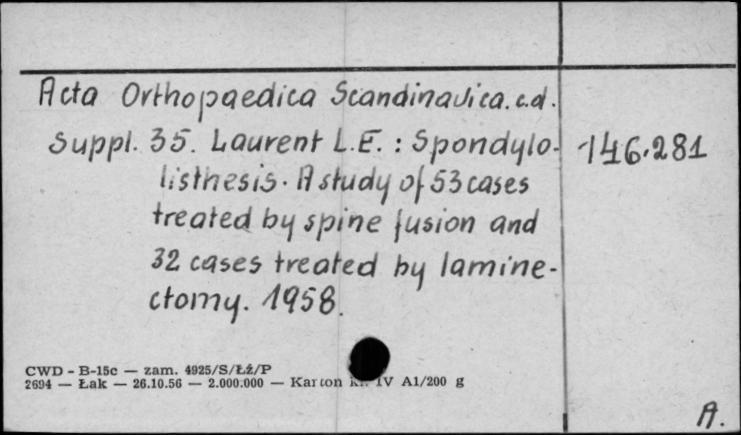 Acta Orthopaedica Scandinavica. c.d.
Suppl. 35. Laurent L.E. : Spondylo- 146.281
listhesis. A study of 53 cases
treated by spine fusion and
32 cases treated by lamine-
ctomy. 1958.
CWD - B-15c — zam. 4925/S/ŁŻ/P
2694 — Łak — 26.10.56 — 2.000.000 — Karton kl. IV A1/200 g
A.